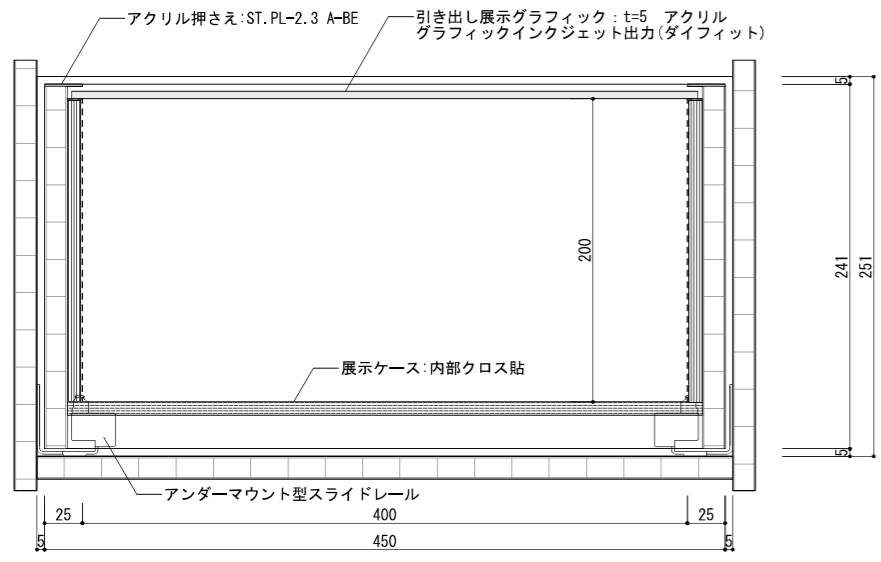 アクリル押さえ:ST.PL-2.3 A-BE
引き出し展示グラフィック：t=5　アクリル
グラフィックインクジェット出力(ダイフィット)
5
200
241
251
展示ケース:内部クロス貼
5
アンダーマウント型スライドレール
25
400
25
5
450
5